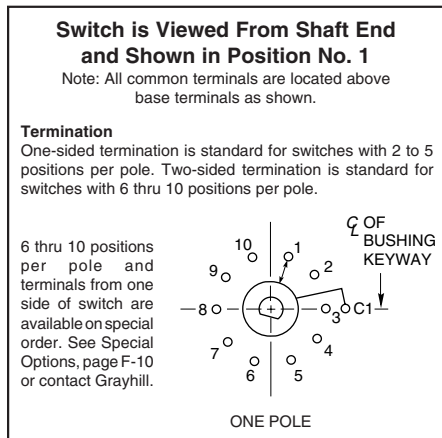 Switch is Viewed From Shaft End
and Shown in Position No. 1
Note: All common terminals are located above
base terminals as shown.
Termination
One-sided termination is standard for switches with 2 to 5
positions per pole. Two-sided termination is standard for
switches with 6 thru 10 positions per pole.
6 thru 10 positions
per pole and
terminals from one
side of switch are
available on special
order. See Special
Options, page F-10
or contact Grayhill.
10
1
℄ OF
BUSHING
KEYWAY
9
2
8
3
C1
7
4
6
5
ONE POLE